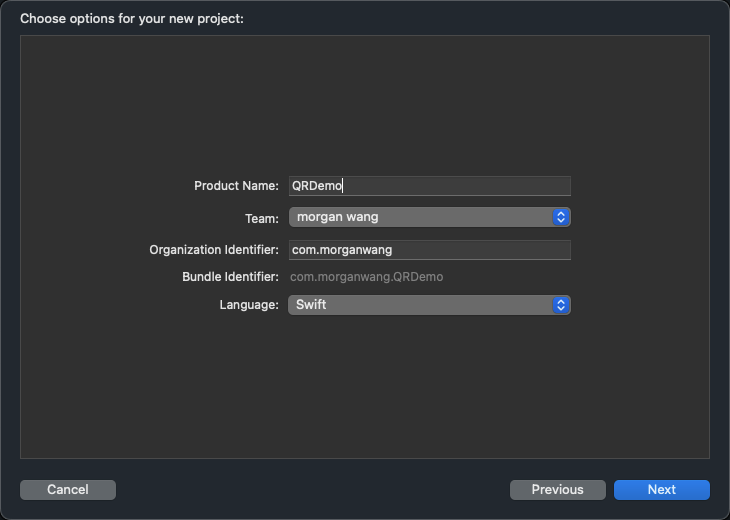 Choose options for your new project:
Product Name: QRDemo
Team: morgan wang
Organization Identifier: com.morganwang
Bundle Identifier: com.morganwang.QRDemo
Language: Swift
Cancel Previous Next